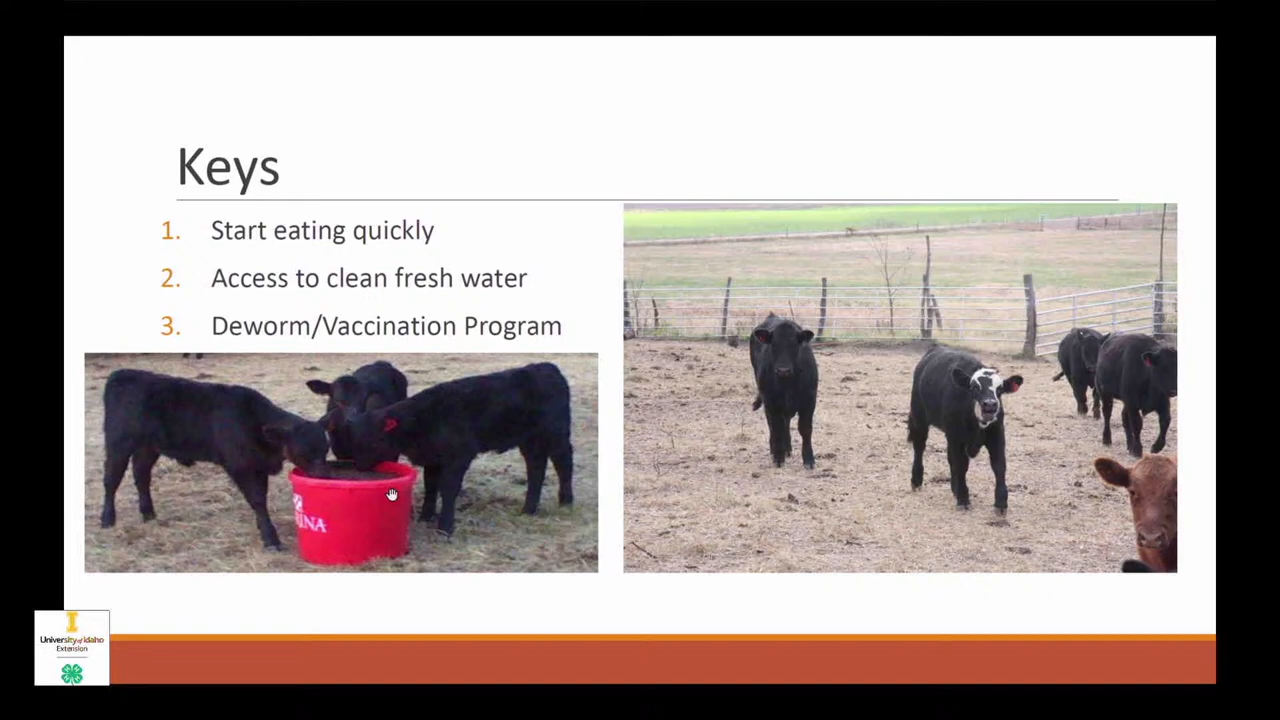 Keys
1. Start eating quickly
2. Access to clean fresh water
3. Deworm/Vaccination Program
RINA
I
University of Idaho
Extension